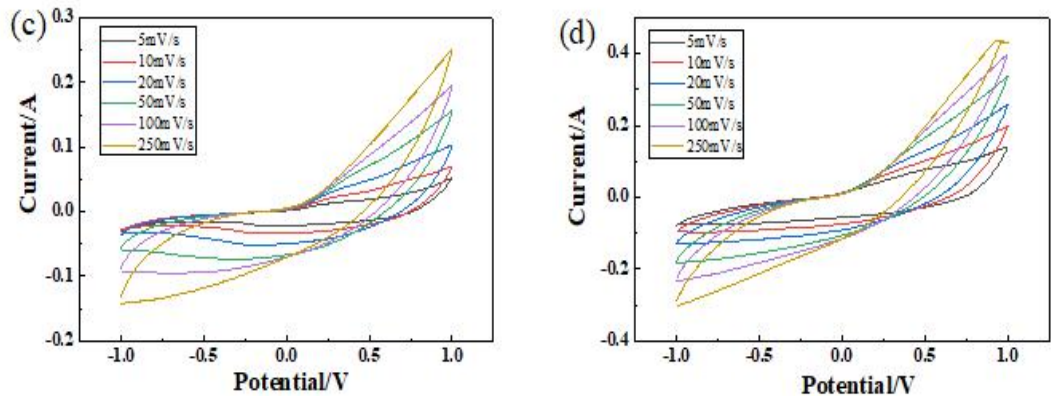 (c)
0.3
0.2
0.1
0.0
-0.1
-0.2
Current/A
5mV/s
10mV/s
20mV/s
50mV/s
100mV/s
250mV/s
-1.0 -0.5 0.0 0.5 1.0
Potential/V
(d)
0.4
0.2
0.0
-0.2
-0.4
Current/A
5mV/s
10mV/s
20mV/s
50mV/s
100mV/s
250mV/s
-1.0 -0.5 0.0 0.5 1.0
Potential/V